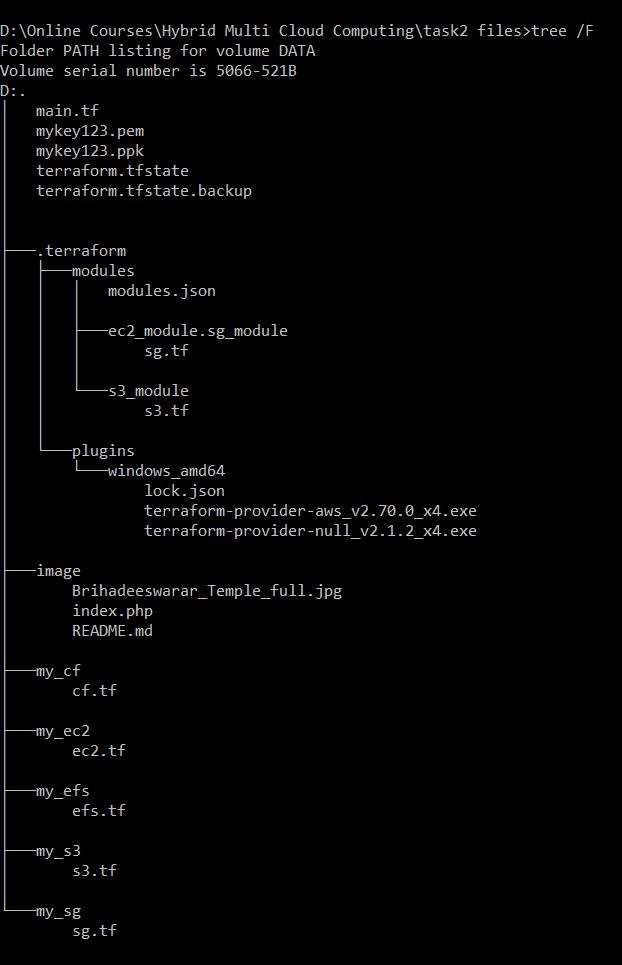 D:\Online Courses\Hybrid Multi Cloud Computing\task2 files>tree /F
Folder PATH listing for volume DATA
Volume serial number is 5066-521B
D:.
│   main.tf
│   mykey123.pem
│   mykey123.ppk
│   terraform.tfstate
│   terraform.tfstate.backup
│
│
├───.terraform
│   ├───modules
│   │   │   modules.json
│   │   │
│   │   ├───ec2_module.sg_module
│   │   │       sg.tf
│   │   │
│   │   └───s3_module
│   │           s3.tf
│   │
│   └───plugins
│       └───windows_amd64
│               lock.json
│               terraform-provider-aws_v2.70.0_x4.exe
│               terraform-provider-null_v2.1.2_x4.exe
│
├───image
│       Brihadeeswarar_Temple_full.jpg
│       index.php
│       README.md
│
├───my_cf
│       cf.tf
│
├───my_ec2
│       ec2.tf
│
├───my_efs
│       efs.tf
│
├───my_s3
│       s3.tf
│
└───my_sg
        sg.tf